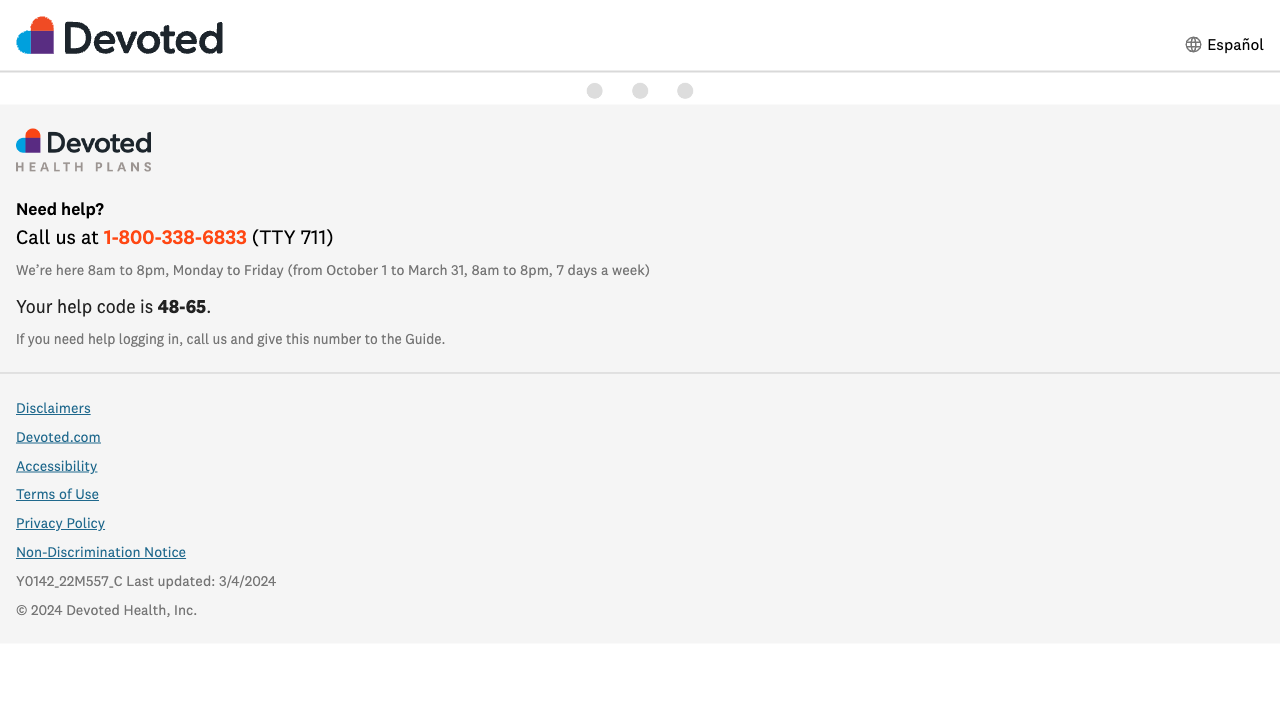 Devoted
Español
Devoted
HEALTH PLANS
Need help?
Call us at 1-800-338-6833 (TTY 711)
We’re here 8am to 8pm, Monday to Friday (from October 1 to March 31, 8am to 8pm, 7 days a week)
Your help code is 48-65.
If you need help logging in, call us and give this number to the Guide.
Disclaimers
Devoted.com
Accessibility
Terms of Use
Privacy Policy
Non-Discrimination Notice
Y0142_22M557_C Last updated: 3/4/2024
© 2024 Devoted Health, Inc.